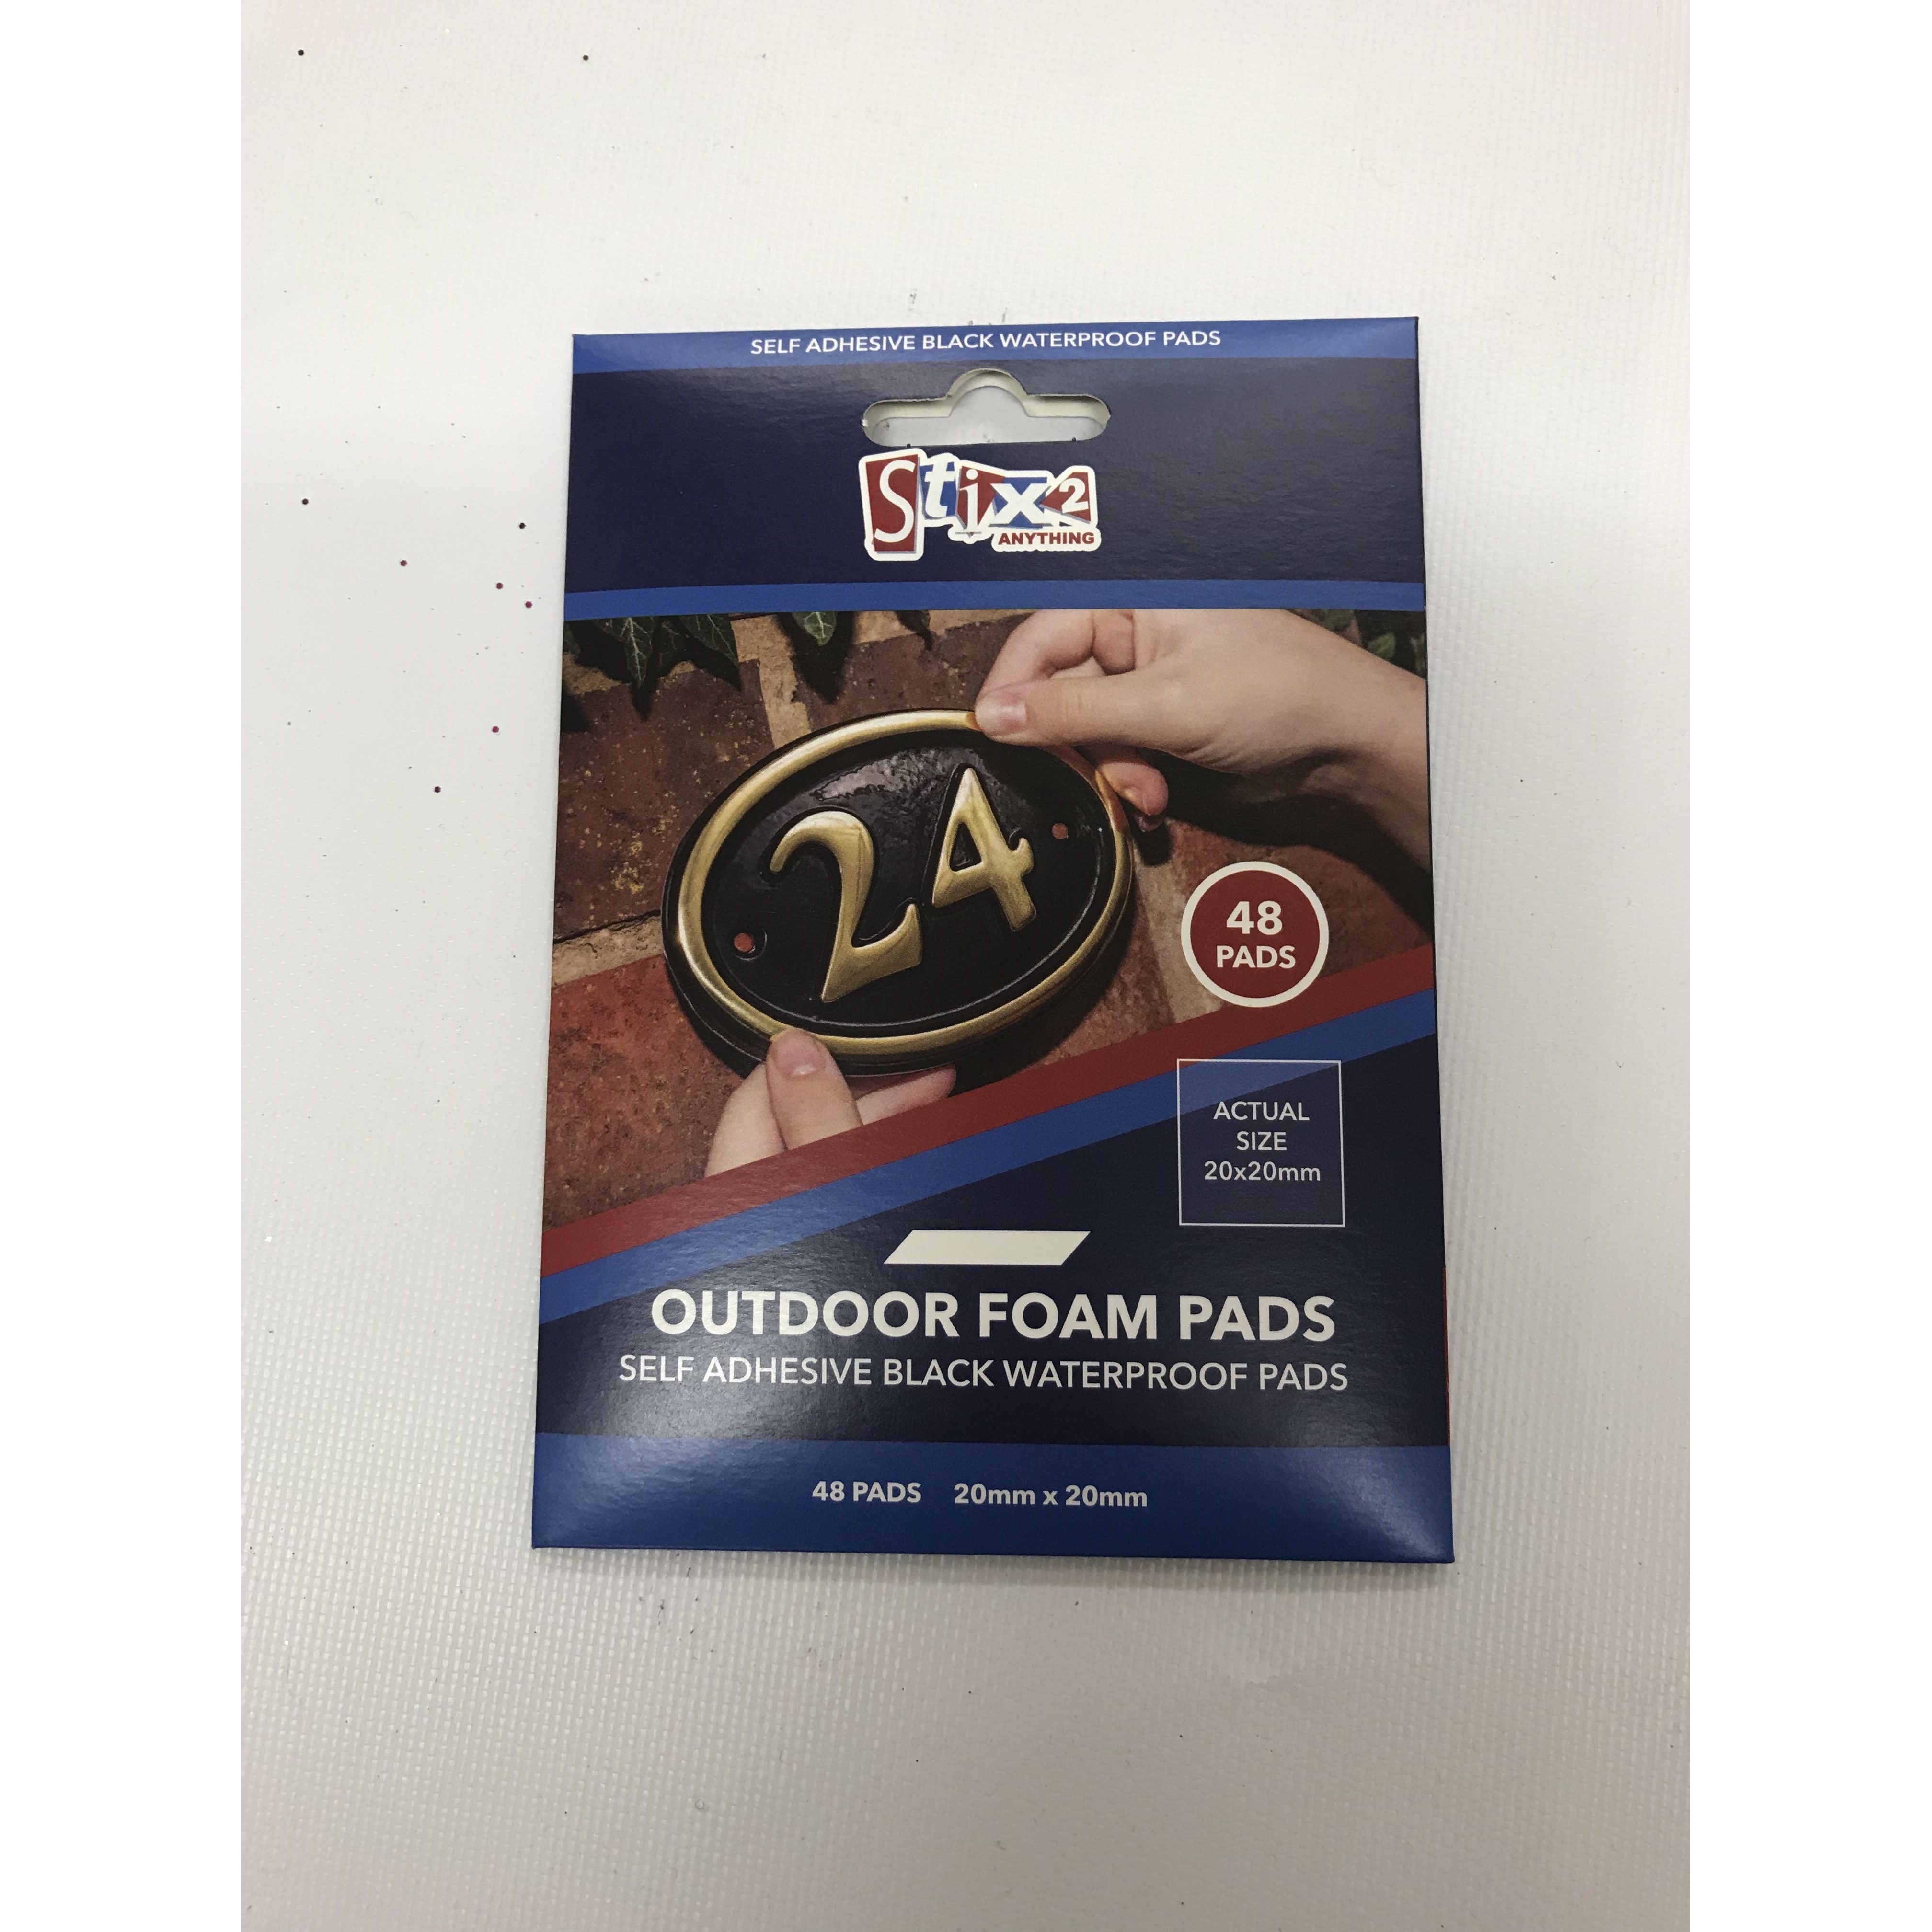 SELF ADHESIVE BLACK WATERPROOF PADS
Stix2
ANYTHING
24
48
PADS
ACTUAL
SIZE
20x20mm
OUTDOOR FOAM PADS
SELF ADHESIVE BLACK WATERPROOF PADS
48 PADS 20mm x 20mm